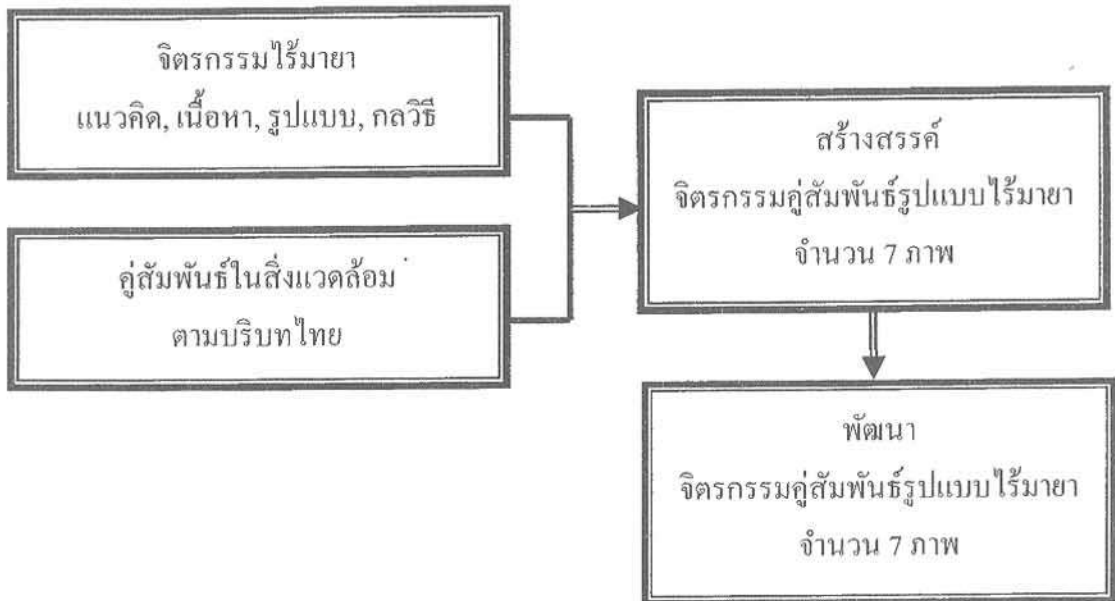 จิตรกรรมไร้มายา
แนวคิด, เนื้อหา, รูปแบบ, กลวิธี
คู่สัมพันธ์ในสิ่งแวดล้อม
ตามบริบทไทย
สร้างสรรค์
จิตรกรรมคู่สัมพันธ์รูปแบบไร้มายา
จำนวน 7 ภาพ
พัฒนา
จิตรกรรมคู่สัมพันธ์รูปแบบไร้มายา
จำนวน 7 ภาพ